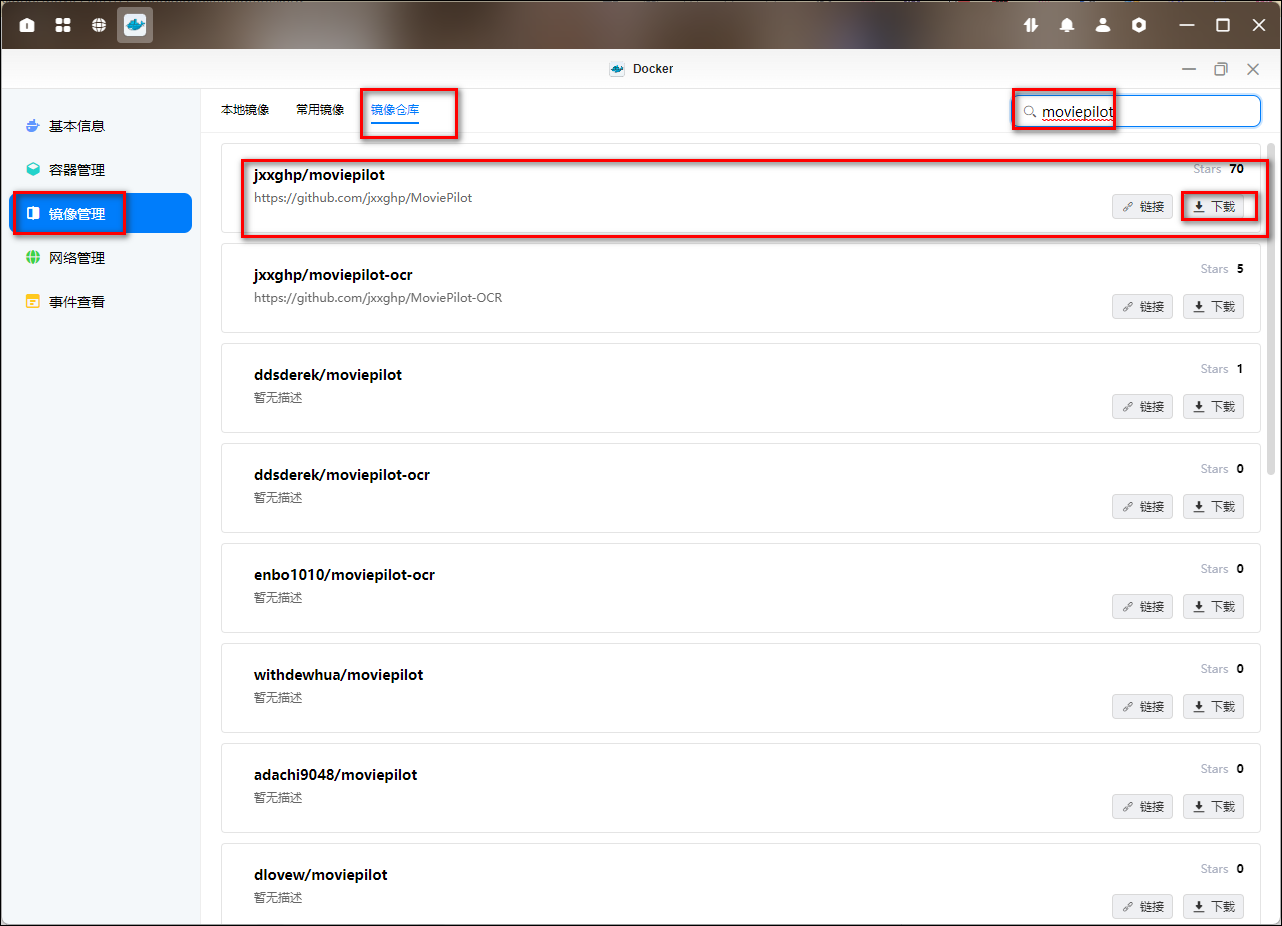 Docker
基本信息
容器管理
镜像管理
网络管理
事件查看
本地镜像 常用镜像 镜像仓库 moviepilot
jxxghp/moviepilot Stars 70
https://github.com/jxxghp/MoviePilot
链接 下载
jxxghp/moviepilot-ocr Stars 5
https://github.com/jxxghp/MoviePilot-OCR
链接 下载
ddsderek/moviepilot Stars 1
暂无描述
链接 下载
ddsderek/moviepilot-ocr Stars 0
暂无描述
链接 下载
enbo1010/moviepilot-ocr Stars 0
暂无描述
链接 下载
withdewhua/moviepilot Stars 0
暂无描述
链接 下载
adachi9048/moviepilot Stars 0
暂无描述
链接 下载
dlovew/moviepilot Stars 0
暂无描述
链接 下载